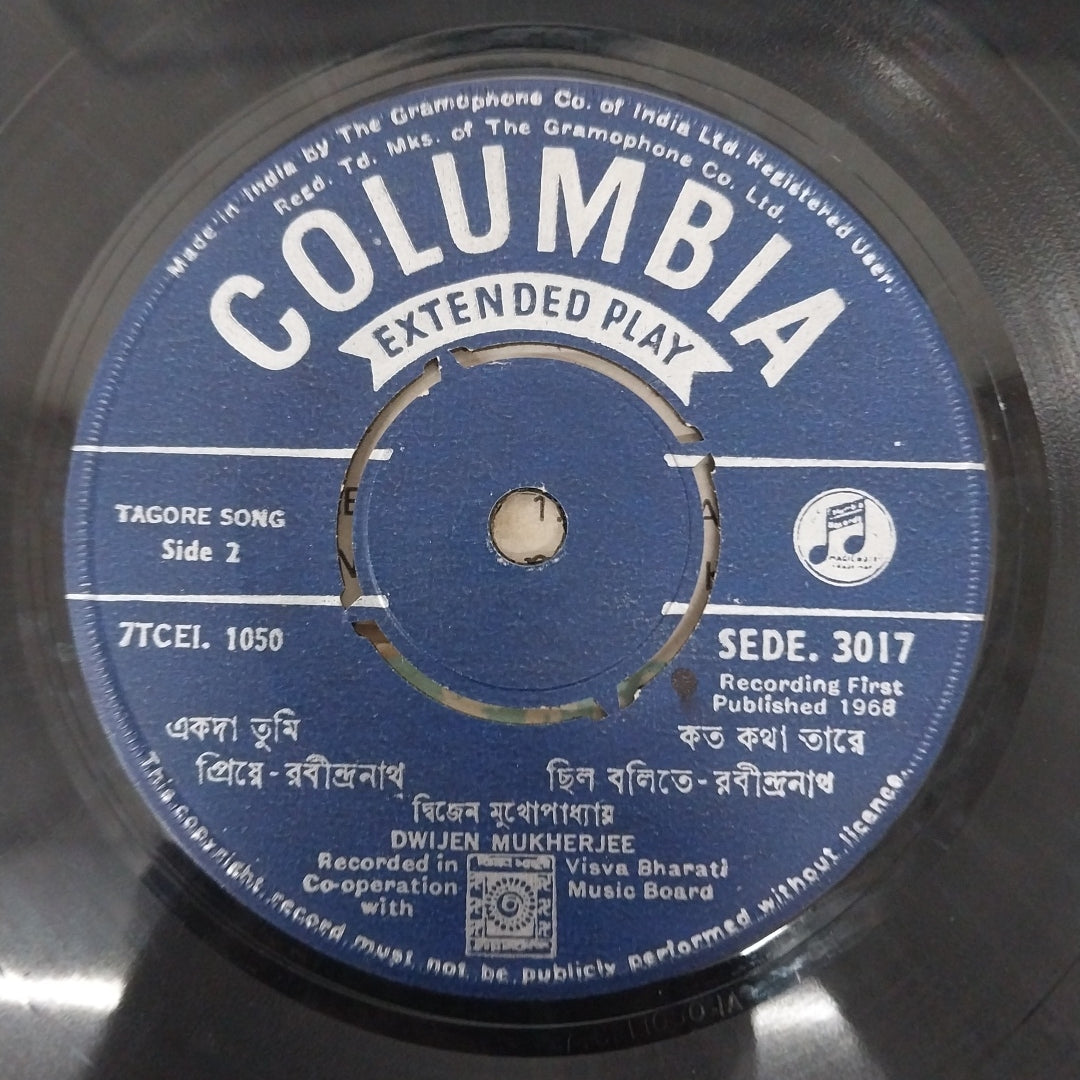 Made in India by The Gramophone Co. of India Ltd. Registered User.
Regd. Td. Mks. of The Gramophone Co. Ltd.
COLUMBIA
EXTENDED PLAY
TAGORE SONG
Side 2
7TCEI. 1050
SEDE. 3017
Recording First
Published 1968
একদা তুমি
প্রিয়ে - রবীন্দ্রনাথ
কত কথা তারে
ছিল বলিতে - রবীন্দ্রনাথ
দ্বিজেন মুখোপাধ্যায়
DWIJEN MUKHERJEE
Recorded in
Co-operation
with
Visva Bharati
Music Board
This copyright record must not be publicly performed without licence.